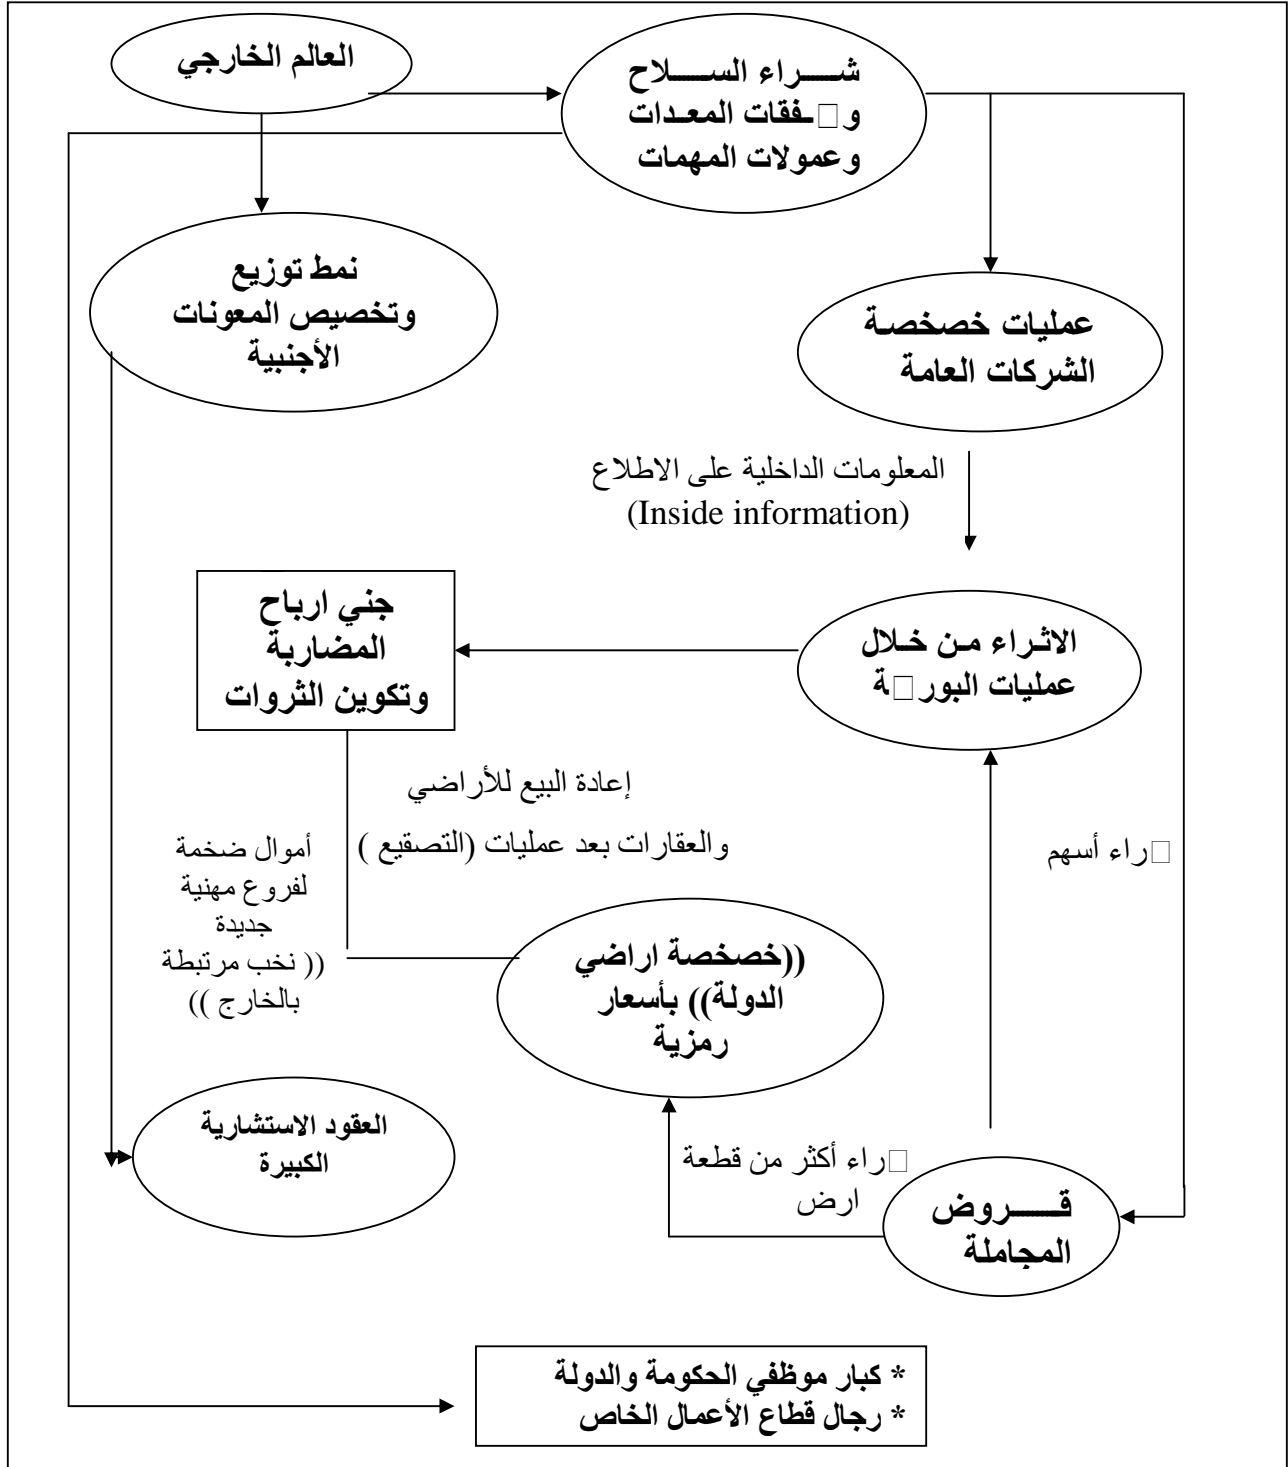 العالم الخارجي
شـــراء الســـلاح
و□ـفقات المعـدات
وعمولات المهمات
نمط توزيع
وتخصيص المعونات
الأجنبية
عمليات خصخصـة
الشركات العامة
المعلومات الداخلية على الاطلاع
(Inside information)
جني ارباح
المضاربة
وتكوين الثروات
الاثـراء مـن خـلال
عمليات البور□ـة
إعادة البيع للأراضي
والعقارات بعد عمليات (التصقيع )
أموال ضخمة
لفروع مهنية
جديدة
(( نخب مرتبطة
بالخارج ))
□راء أسهم
((خصخصة اراضي
الدولة)) بأسعار
رمزية
العقود الاستشارية
الكبيرة
□راء أكثر من قطعة
ارض
قـــــروض
المجاملة
* كبار موظفي الحكومة والدولة
* رجال قطاع الأعمال الخاص